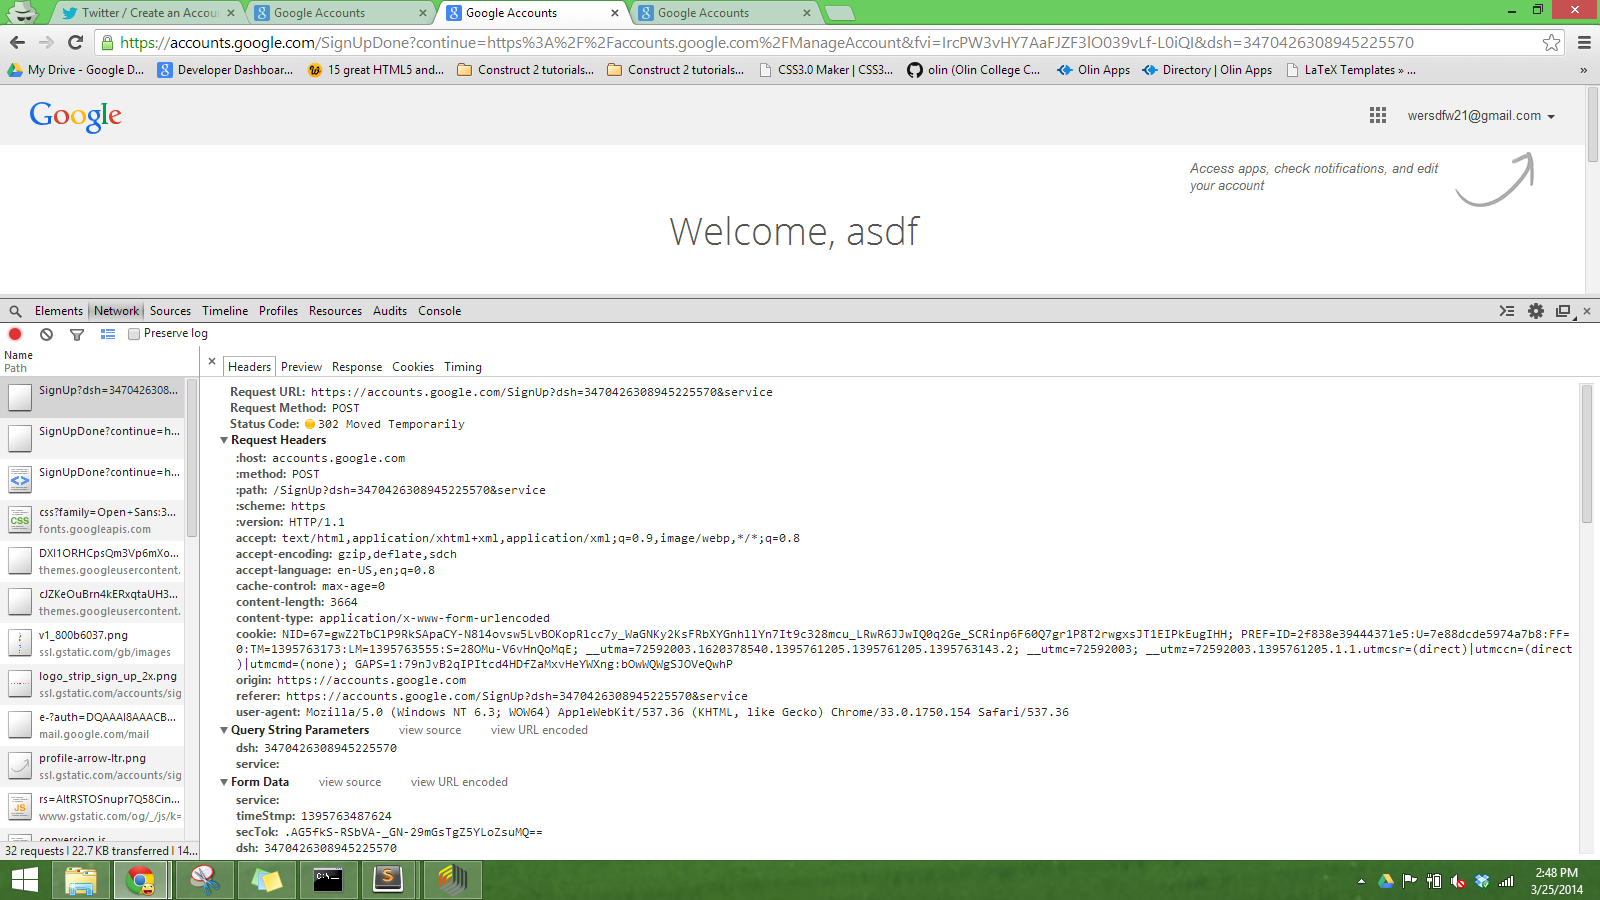 Twitter / Create an Accou
Google Accounts
Google Accounts
Google Accounts
https://accounts.google.com/SignUpDone?continue=https%3A%2F%2Faccounts.google.com%2FManageAccount&fvi=IrcPW3vHY7AaFJZF3lO039vLf-L0iQI&dsh=3470426308945225570
My Drive - Google D...
Developer Dashboar...
15 great HTML5 and...
Construct 2 tutorials...
Construct 2 tutorials...
CSS3.0 Maker | CSS3...
olin (Olin College C...
Olin Apps
Directory | Olin Apps
LaTeX Templates » ...
»
Google
wersdfw21@gmail.com
Access apps, check notifications, and edit
your account
Welcome, asdf
Elements Network Sources Timeline Profiles Resources Audits Console
Preserve log
Name
Path
SignUp?dsh=3470426308...
SignUpDone?continue=h...
SignUpDone?continue=h...
css?family=Open+Sans:3...
fonts.googleapis.com
DXI1ORHCpsQm3Vp6mXo...
themes.googleusercontent.
cJZKeOuBrn4kERxqtaUH3...
themes.googleusercontent.
v1_800b6037.png
ssl.gstatic.com/gb/images
logo_strip_sign_up_2x.png
ssl.gstatic.com/accounts/sig
e-?auth=DQAAAI8AAACB...
mail.google.com/mail
profile-arrow-ltr.png
ssl.gstatic.com/accounts/sig
rs=AItRSTOSnupr7Q58Cin...
www.gstatic.com/og/_/js/k=
conversion.js
32 requests | 22.7 KB transferred | 14...
Headers Preview Response Cookies Timing
Request URL: https://accounts.google.com/SignUp?dsh=3470426308945225570&service
Request Method: POST
Status Code: 302 Moved Temporarily
Request Headers
:host: accounts.google.com
:method: POST
:path: /SignUp?dsh=3470426308945225570&service
:scheme: https
:version: HTTP/1.1
accept: text/html,application/xhtml+xml,application/xml;q=0.9,image/webp,*/*;q=0.8
accept-encoding: gzip,deflate,sdch
accept-language: en-US,en;q=0.8
cache-control: max-age=0
content-length: 3664
content-type: application/x-www-form-urlencoded
cookie: NID=67=gwZ2TbClP9RkSApaCY-N814ovsw5LvBOKopRlcc7y_WaGNKy2KsFRbXYGnhllYn7It9c328mcu_LRwR6JJwIQ0q2Ge_SCRinp6F60Q7gr1P8T2rwgxsJT1EIPkEugIHH; PREF=ID=2f838e39444371e5:U=7e88dcde5974a7b8:FF=
0:TM=1395763173:LM=1395763555:S=28OMu-V6vHnQoMqE; __utma=72592003.1620378540.1395761205.1395761205.1395763143.2; __utmc=72592003; __utmz=72592003.1395761205.1.1.utmcsr=(direct)|utmccn=(direct
)|utmcmd=(none); GAPS=1:79nJvB2qIPItcd4HDfZaMxvHeYWXng:bOwWQWgSJOVeQwhP
origin: https://accounts.google.com
referer: https://accounts.google.com/SignUp?dsh=3470426308945225570&service
user-agent: Mozilla/5.0 (Windows NT 6.3; WOW64) AppleWebKit/537.36 (KHTML, like Gecko) Chrome/33.0.1750.154 Safari/537.36
Query String Parameters view source view URL encoded
dsh: 3470426308945225570
service:
Form Data view source view URL encoded
service:
timeStmp: 1395763487624
secTok: .AG5fkS-RSbVA-_GN-29mGsTgZ5YLoZsuMQ==
dsh: 3470426308945225570
2:48 PM
3/25/2014